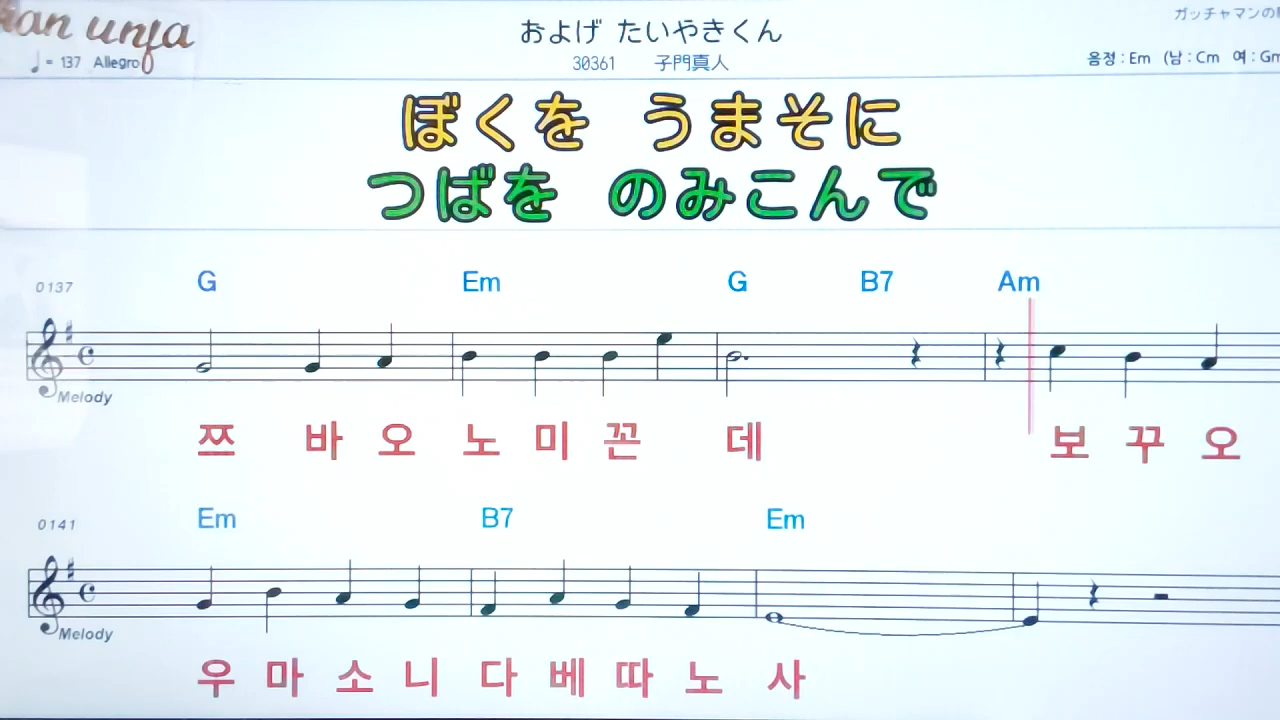 ♩= 137 Allegro
およげ たいやきくん
30361 子門真人
ガッチャマンの
음정 : Em (남 : Cm 여 : Gm
ぼくを うまそに
つばを のみこんで
0137 G Em G B7 Am
Melody
쯔 바 오 노 미 꼰 데 보 꾸 오
0141 Em B7 Em
Melody
우 마 소 니 다 베 따 노 사